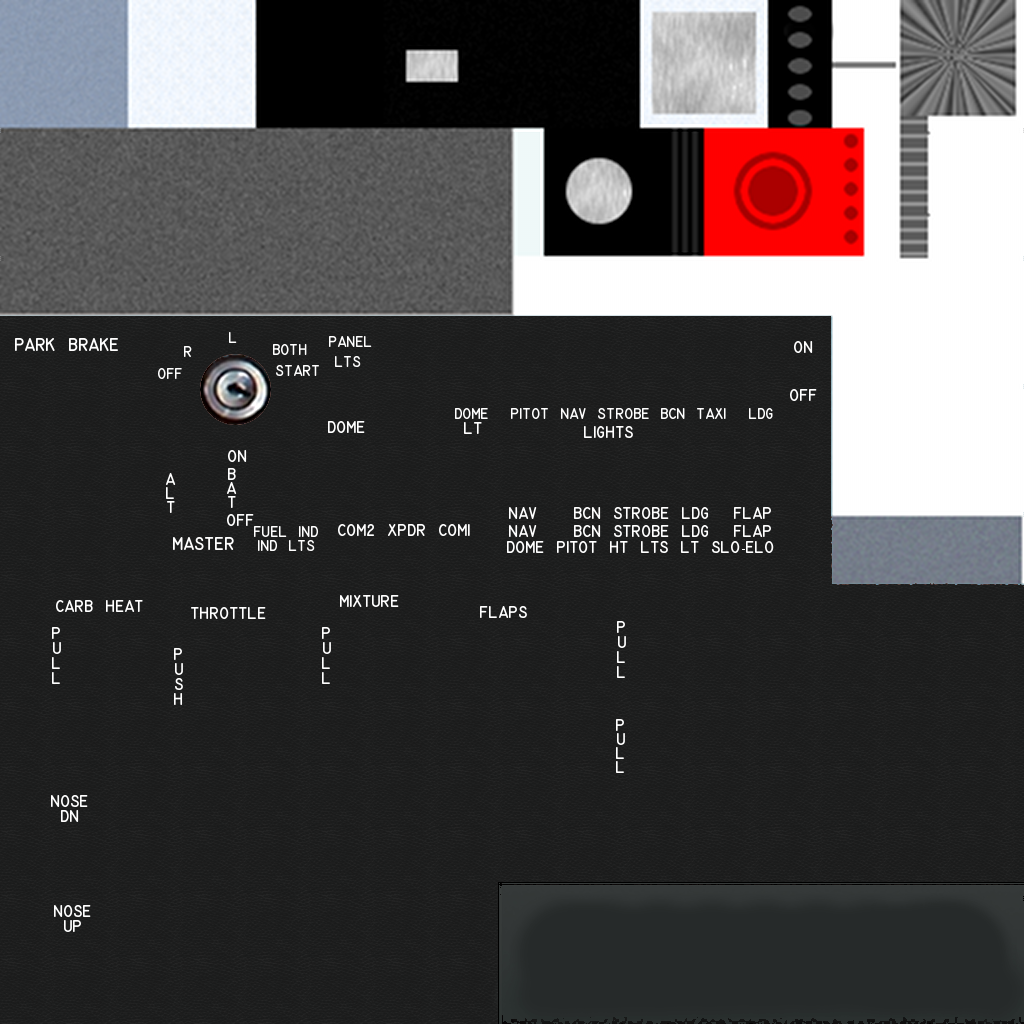 PARK BRAKE
L
R
BOTH
OFF
START
PANEL
LTS
ON
OFF
DOME
DOME
LT
PITOT NAV STROBE BCN TAXI LDG
LIGHTS
ON
BAT
OFF
ALT
MASTER
FUEL IND
IND LTS
COM2 XPDR COM1
NAV BCN STROBE LDG FLAP
NAV BCN STROBE LDG FLAP
DOME PITOT HT LTS LT SLO-ELO
CARB HEAT
THROTTLE
MIXTURE
FLAPS
PULL
PUSH
PULL
PULL
PULL
NOSE
DN
NOSE
UP